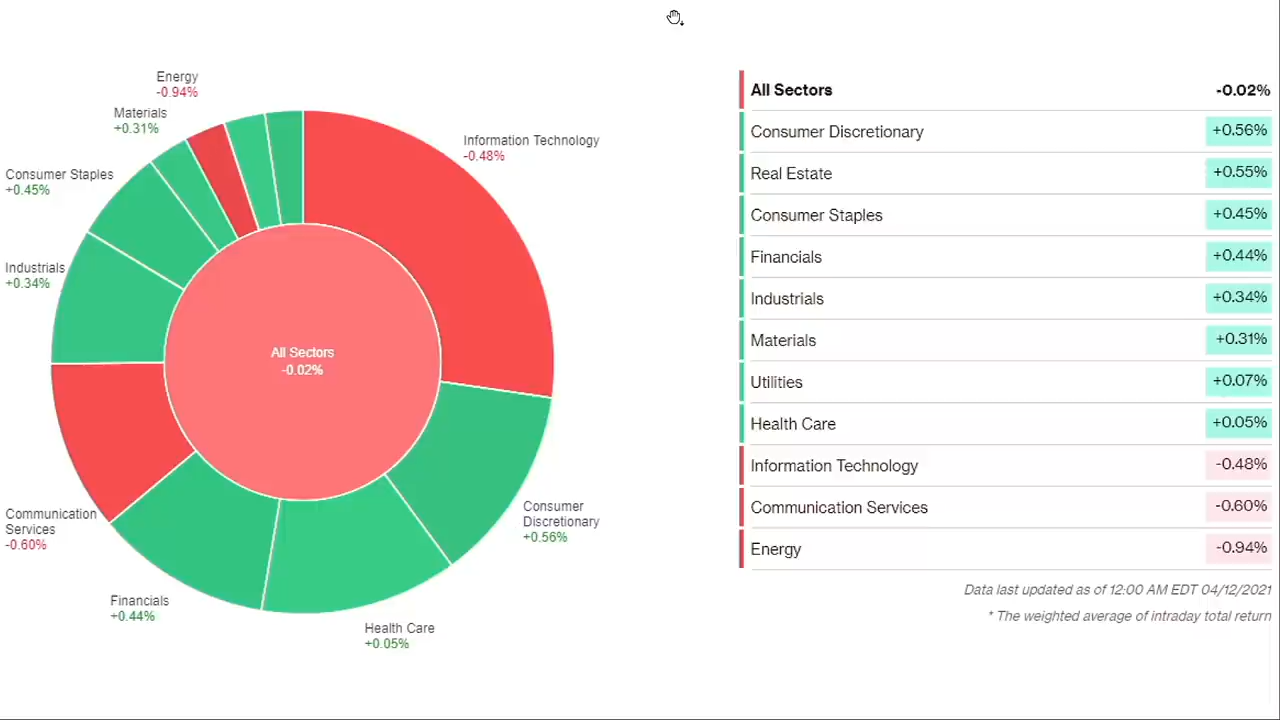 Energy
-0.94%
Materials
+0.31%
Information Technology
-0.48%
Consumer Staples
+0.45%
Industrials
+0.34%
All Sectors
-0.02%
Communication
Services
-0.60%
Consumer
Discretionary
+0.56%
Financials
+0.44%
Health Care
+0.05%
All Sectors -0.02%
Consumer Discretionary +0.56%
Real Estate +0.55%
Consumer Staples +0.45%
Financials +0.44%
Industrials +0.34%
Materials +0.31%
Utilities +0.07%
Health Care +0.05%
Information Technology -0.48%
Communication Services -0.60%
Energy -0.94%
Data last updated as of 12:00 AM EDT 04/12/2021
* The weighted average of intraday total return